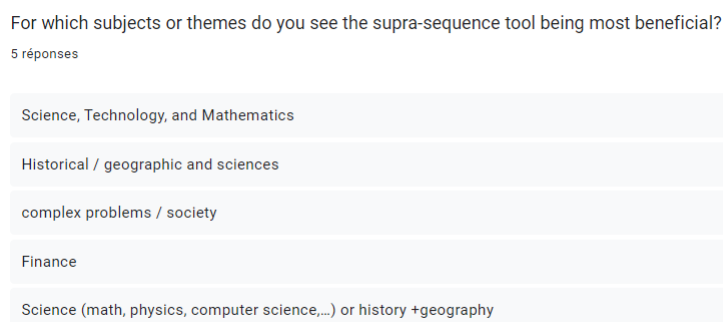 For which subjects or themes do you see the supra-sequence tool being most beneficial?
5 réponses
Science, Technology, and Mathematics
Historical / geographic and sciences
complex problems / society
Finance
Science (math, physics, computer science,...) or history +geography